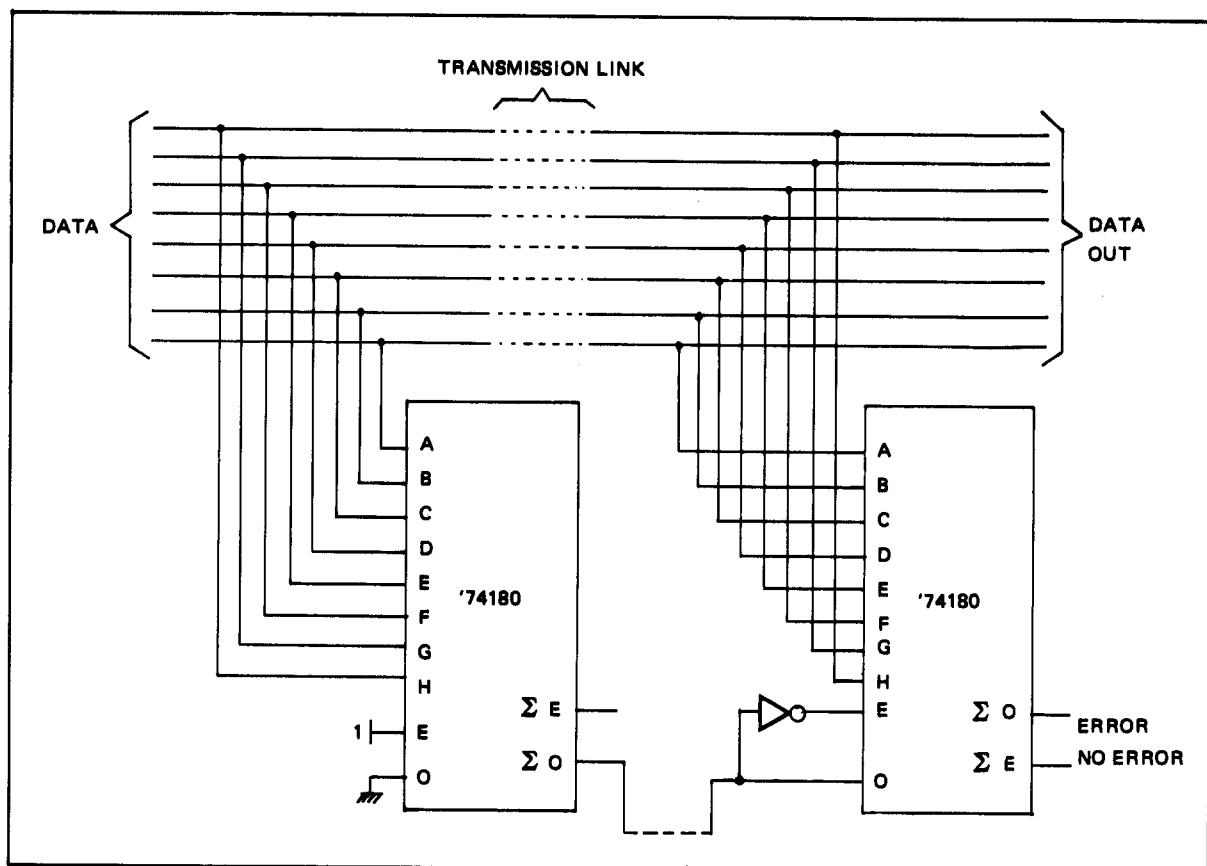 TRANSMISSION LINK
DATA
DATA
OUT
A
B
C
D
E
F
G
H
E
O
1
'74180
Σ E
Σ O
A
B
C
D
E
F
G
H
E
O
'74180
Σ O
Σ E
ERROR
NO ERROR